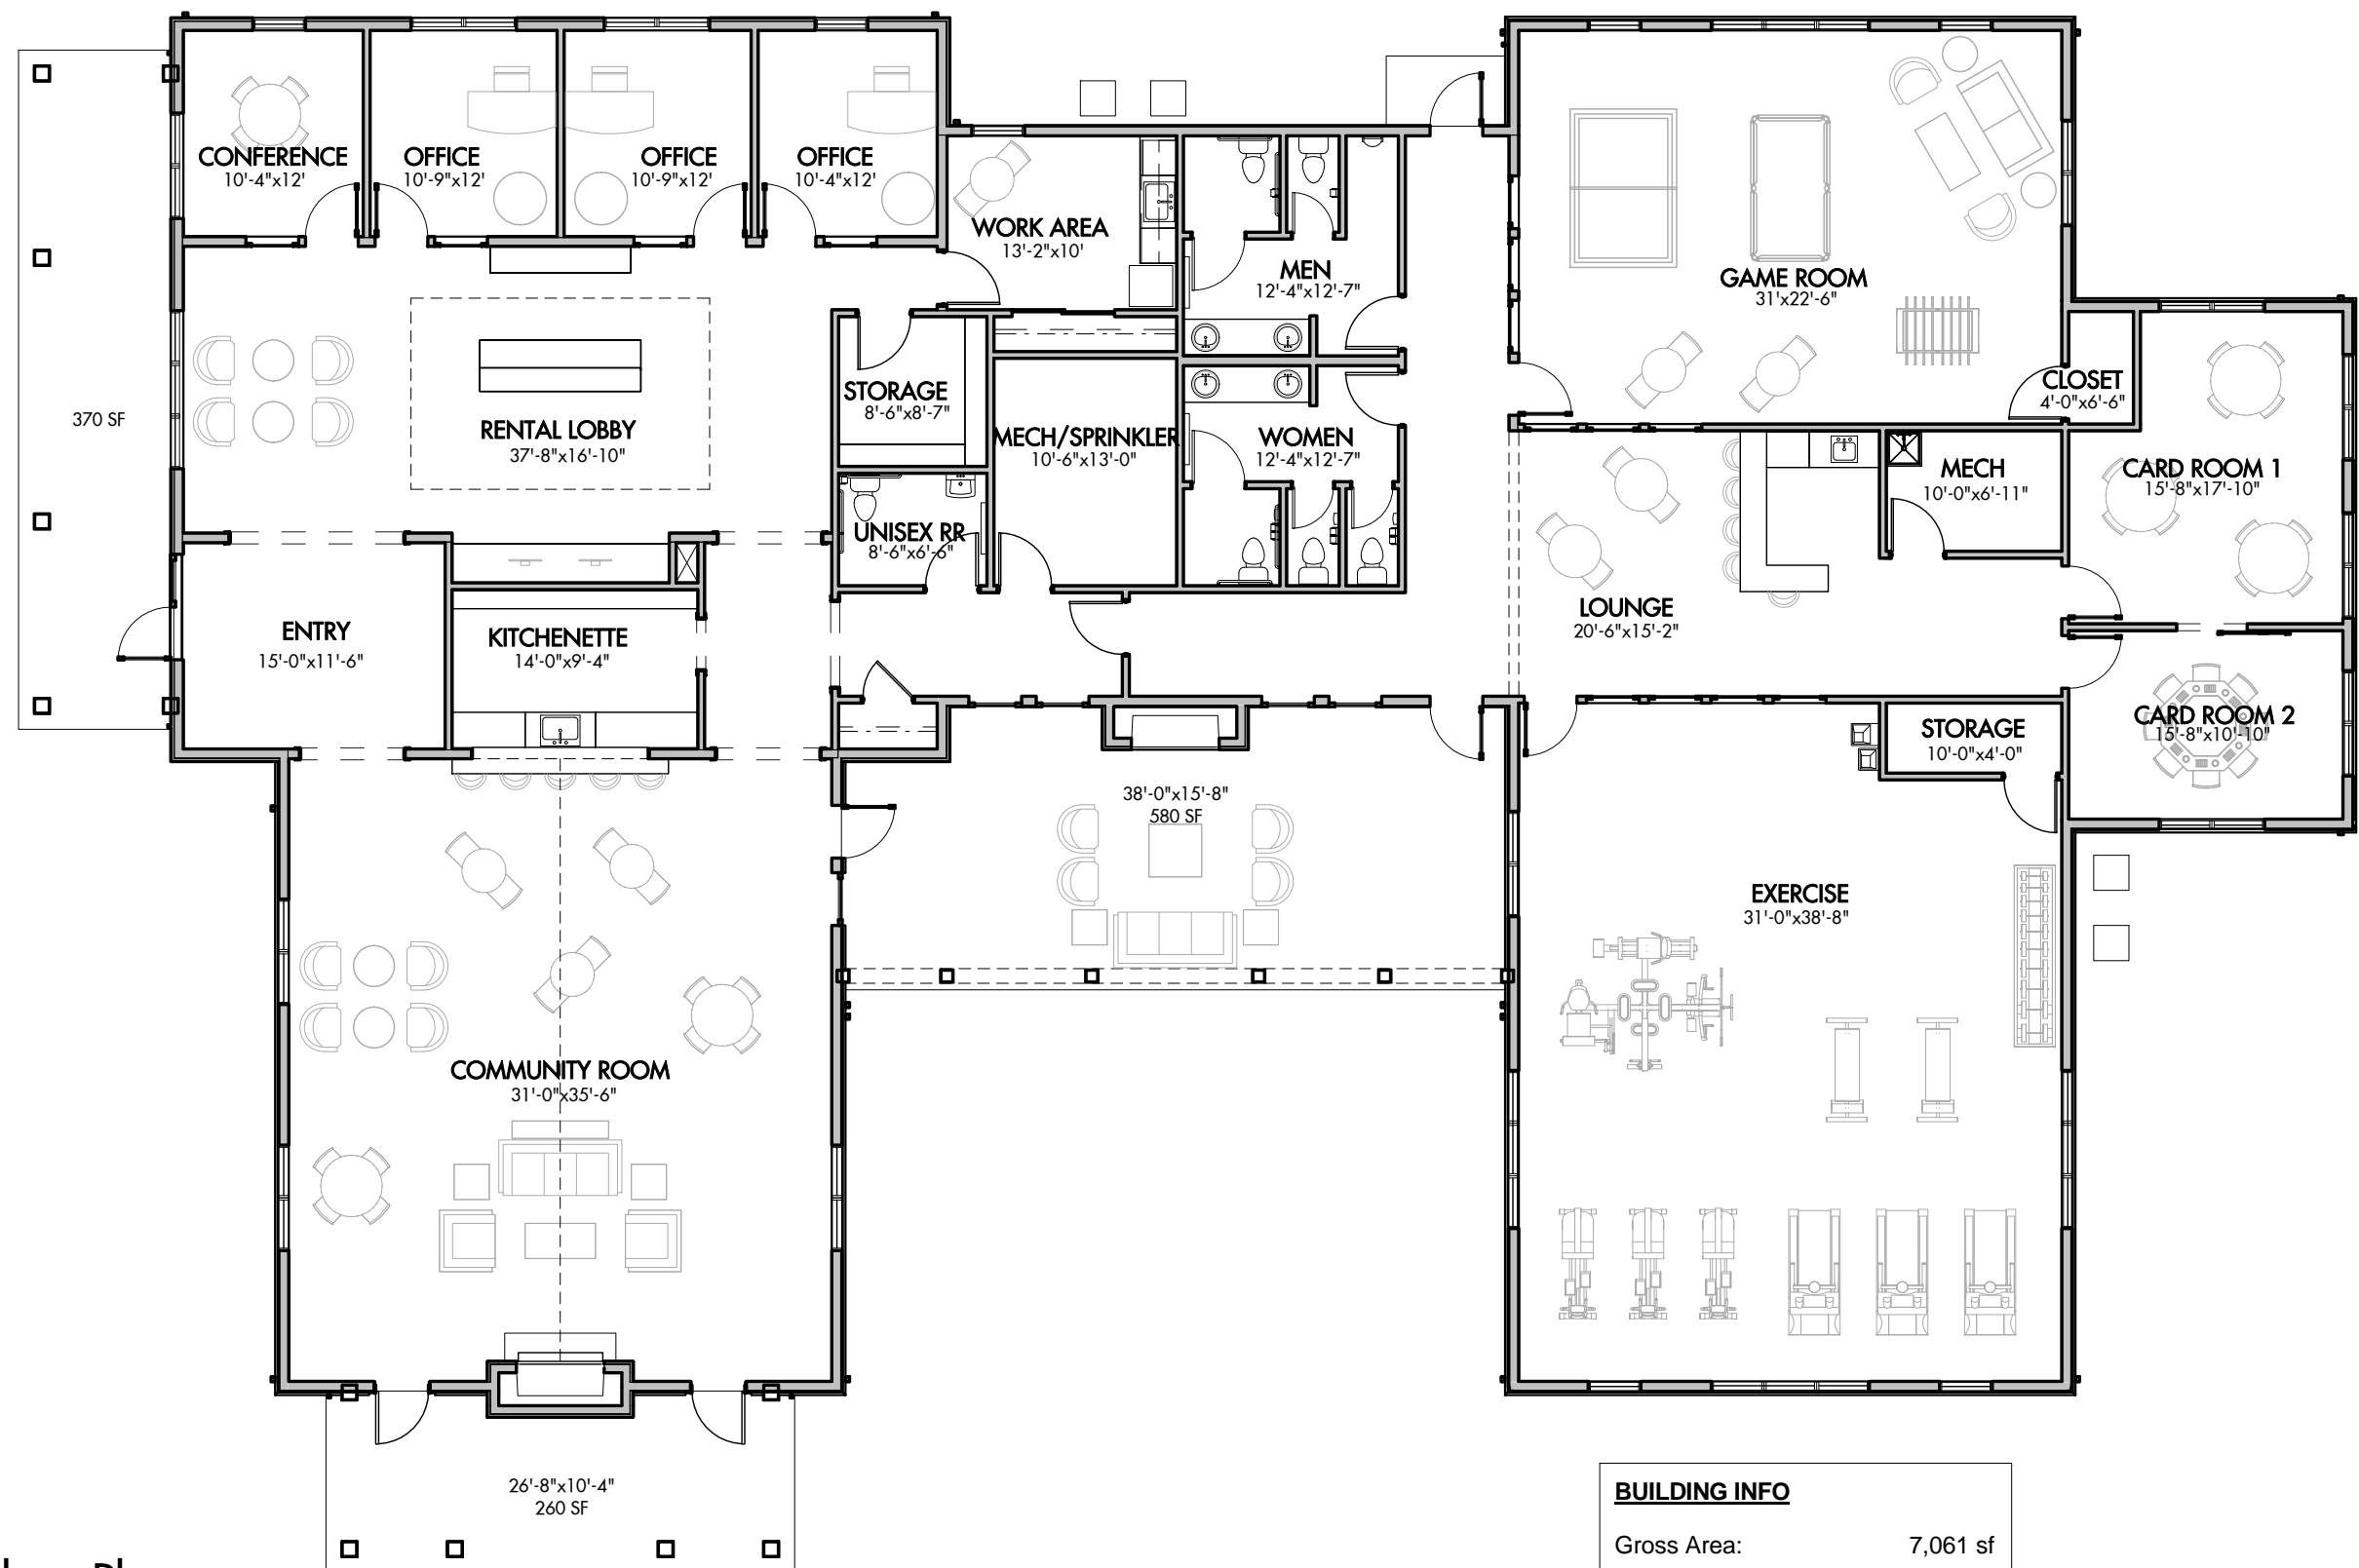 CONFERENCE
10'-4"x12'
OFFICE
10'-9"x12'
OFFICE
10'-9"x12'
OFFICE
10'-4"x12'
WORK AREA
13'-2"x10'
MEN
12'-4"x12'-7"
GAME ROOM
31'x22'-6"
CLOSET
4'-0"x6'-6"
370 SF
RENTAL LOBBY
37'-8"x16'-10"
STORAGE
8'-6"x8'-7"
MECH/SPRINKLER
10'-6"x13'-0"
WOMEN
12'-4"x12'-7"
MECH
10'-0"x6'-11"
CARD ROOM 1
15'-8"x17'-10"
UNISEX RR
8'-6"x6'-6"
ENTRY
15'-0"x11'-6"
KITCHENETTE
14'-0"x9'-4"
LOUNGE
20'-6"x15'-2"
STORAGE
10'-0"x4'-0"
CARD ROOM 2
15'-8"x10'-10"
38'-0"x15'-8"
580 SF
EXERCISE
31'-0"x38'-8"
COMMUNITY ROOM
31'-0"x35'-6"
26'-8"x10'-4"
260 SF
BUILDING INFO
Gross Area: 7,061 sf